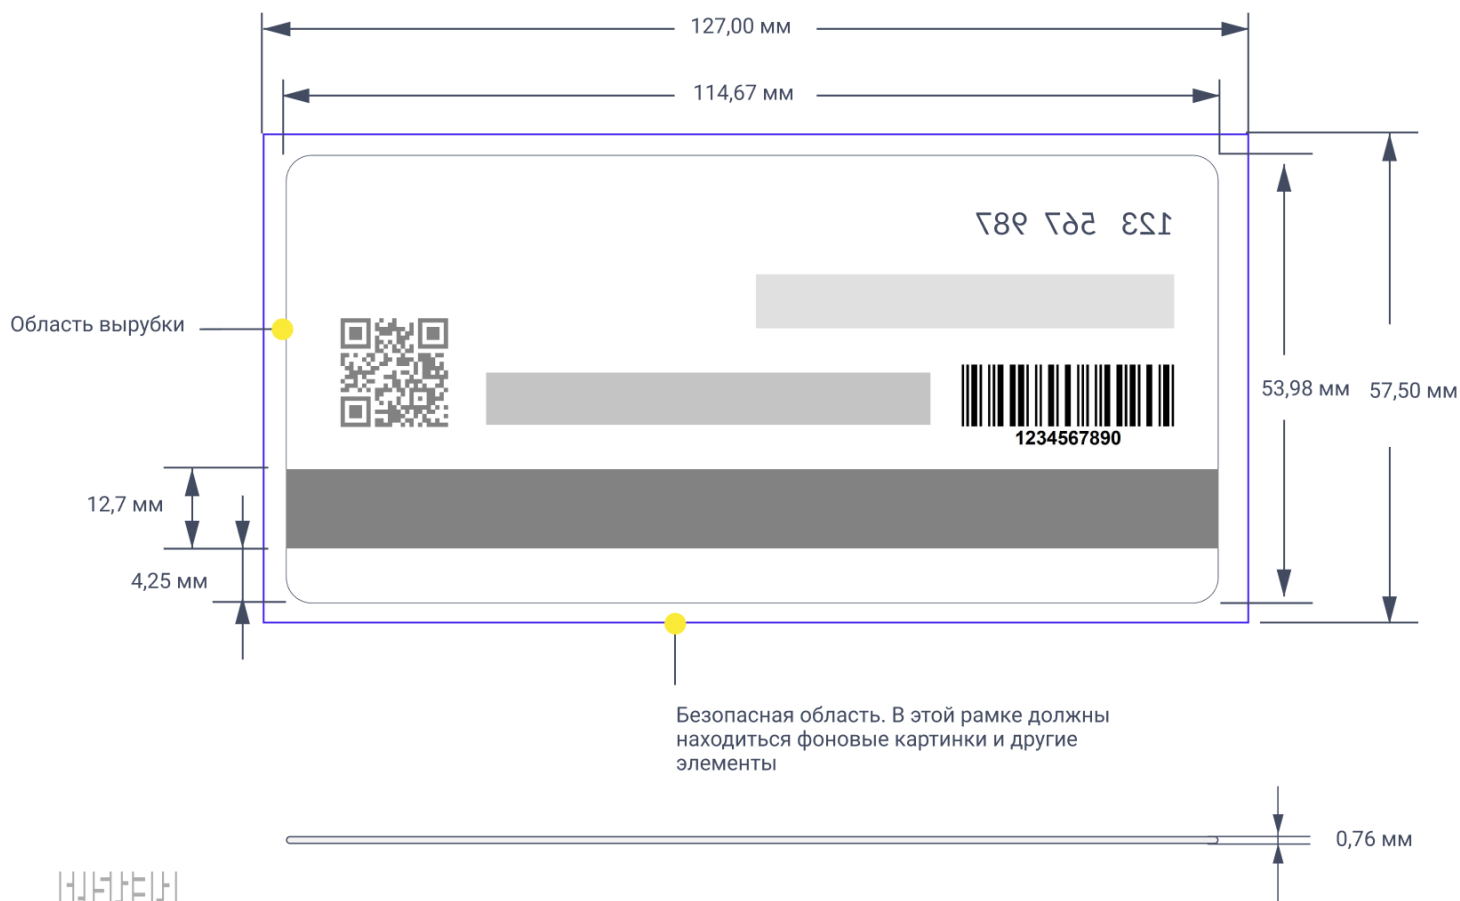 127,00 мм
114,67 мм
123 567 987
Область вырубки
53,98 мм
57,50 мм
1234567890
12,7 мм
4,25 мм
Безопасная область. В этой рамке должны
находиться фоновые картинки и другие
элементы
0,76 мм